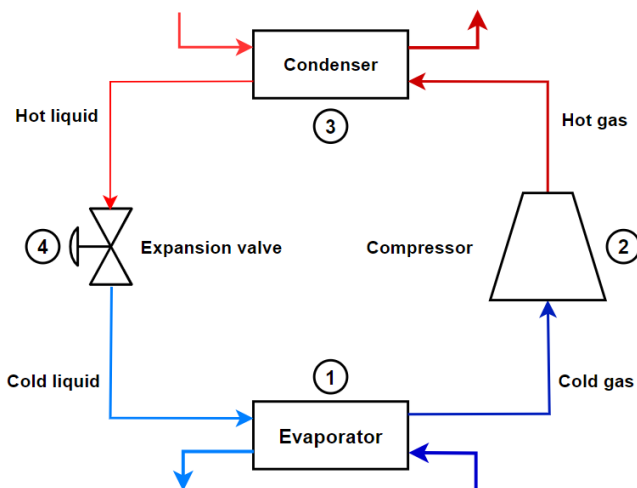 Condenser
Hot liquid
3
Hot gas
4
Expansion valve
Compressor
2
Cold liquid
1
Cold gas
Evaporator